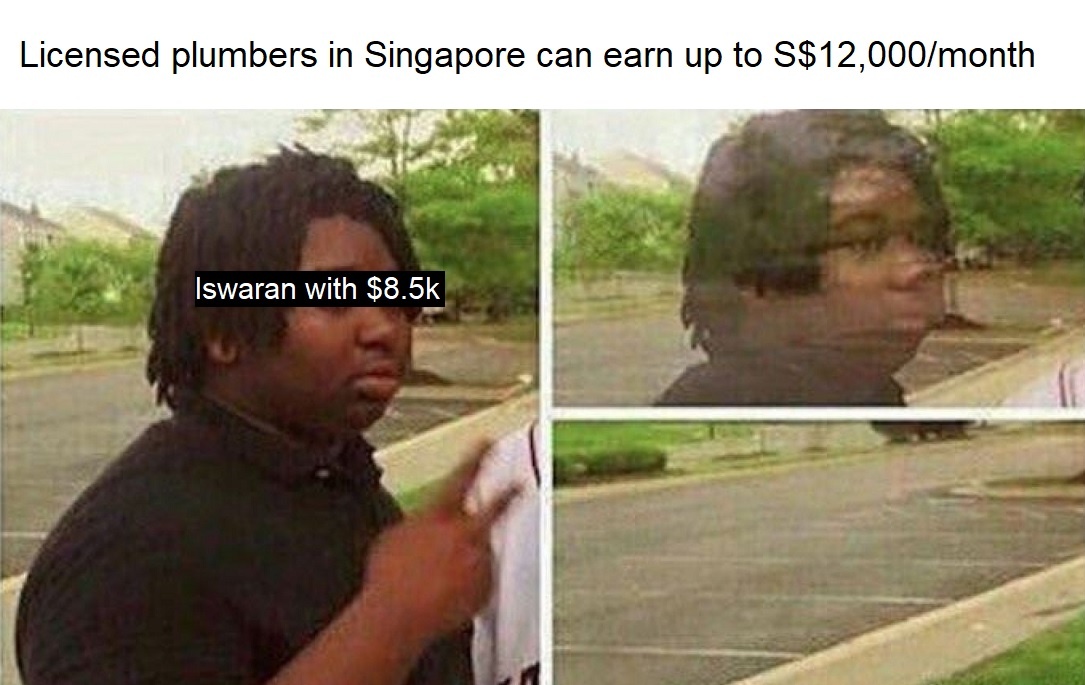 Licensed plumbers in Singapore can earn up to S$12,000/month
Iswaran with $8.5k